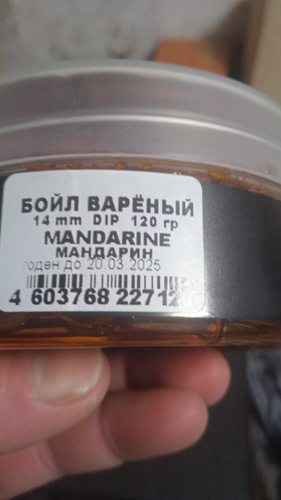 БОЙЛ ВАРЁНЫЙ
14 mm DIP 120 гр
MANDARINE
МАНДАРИН
годен до 20.03.2025
4 603768 22712